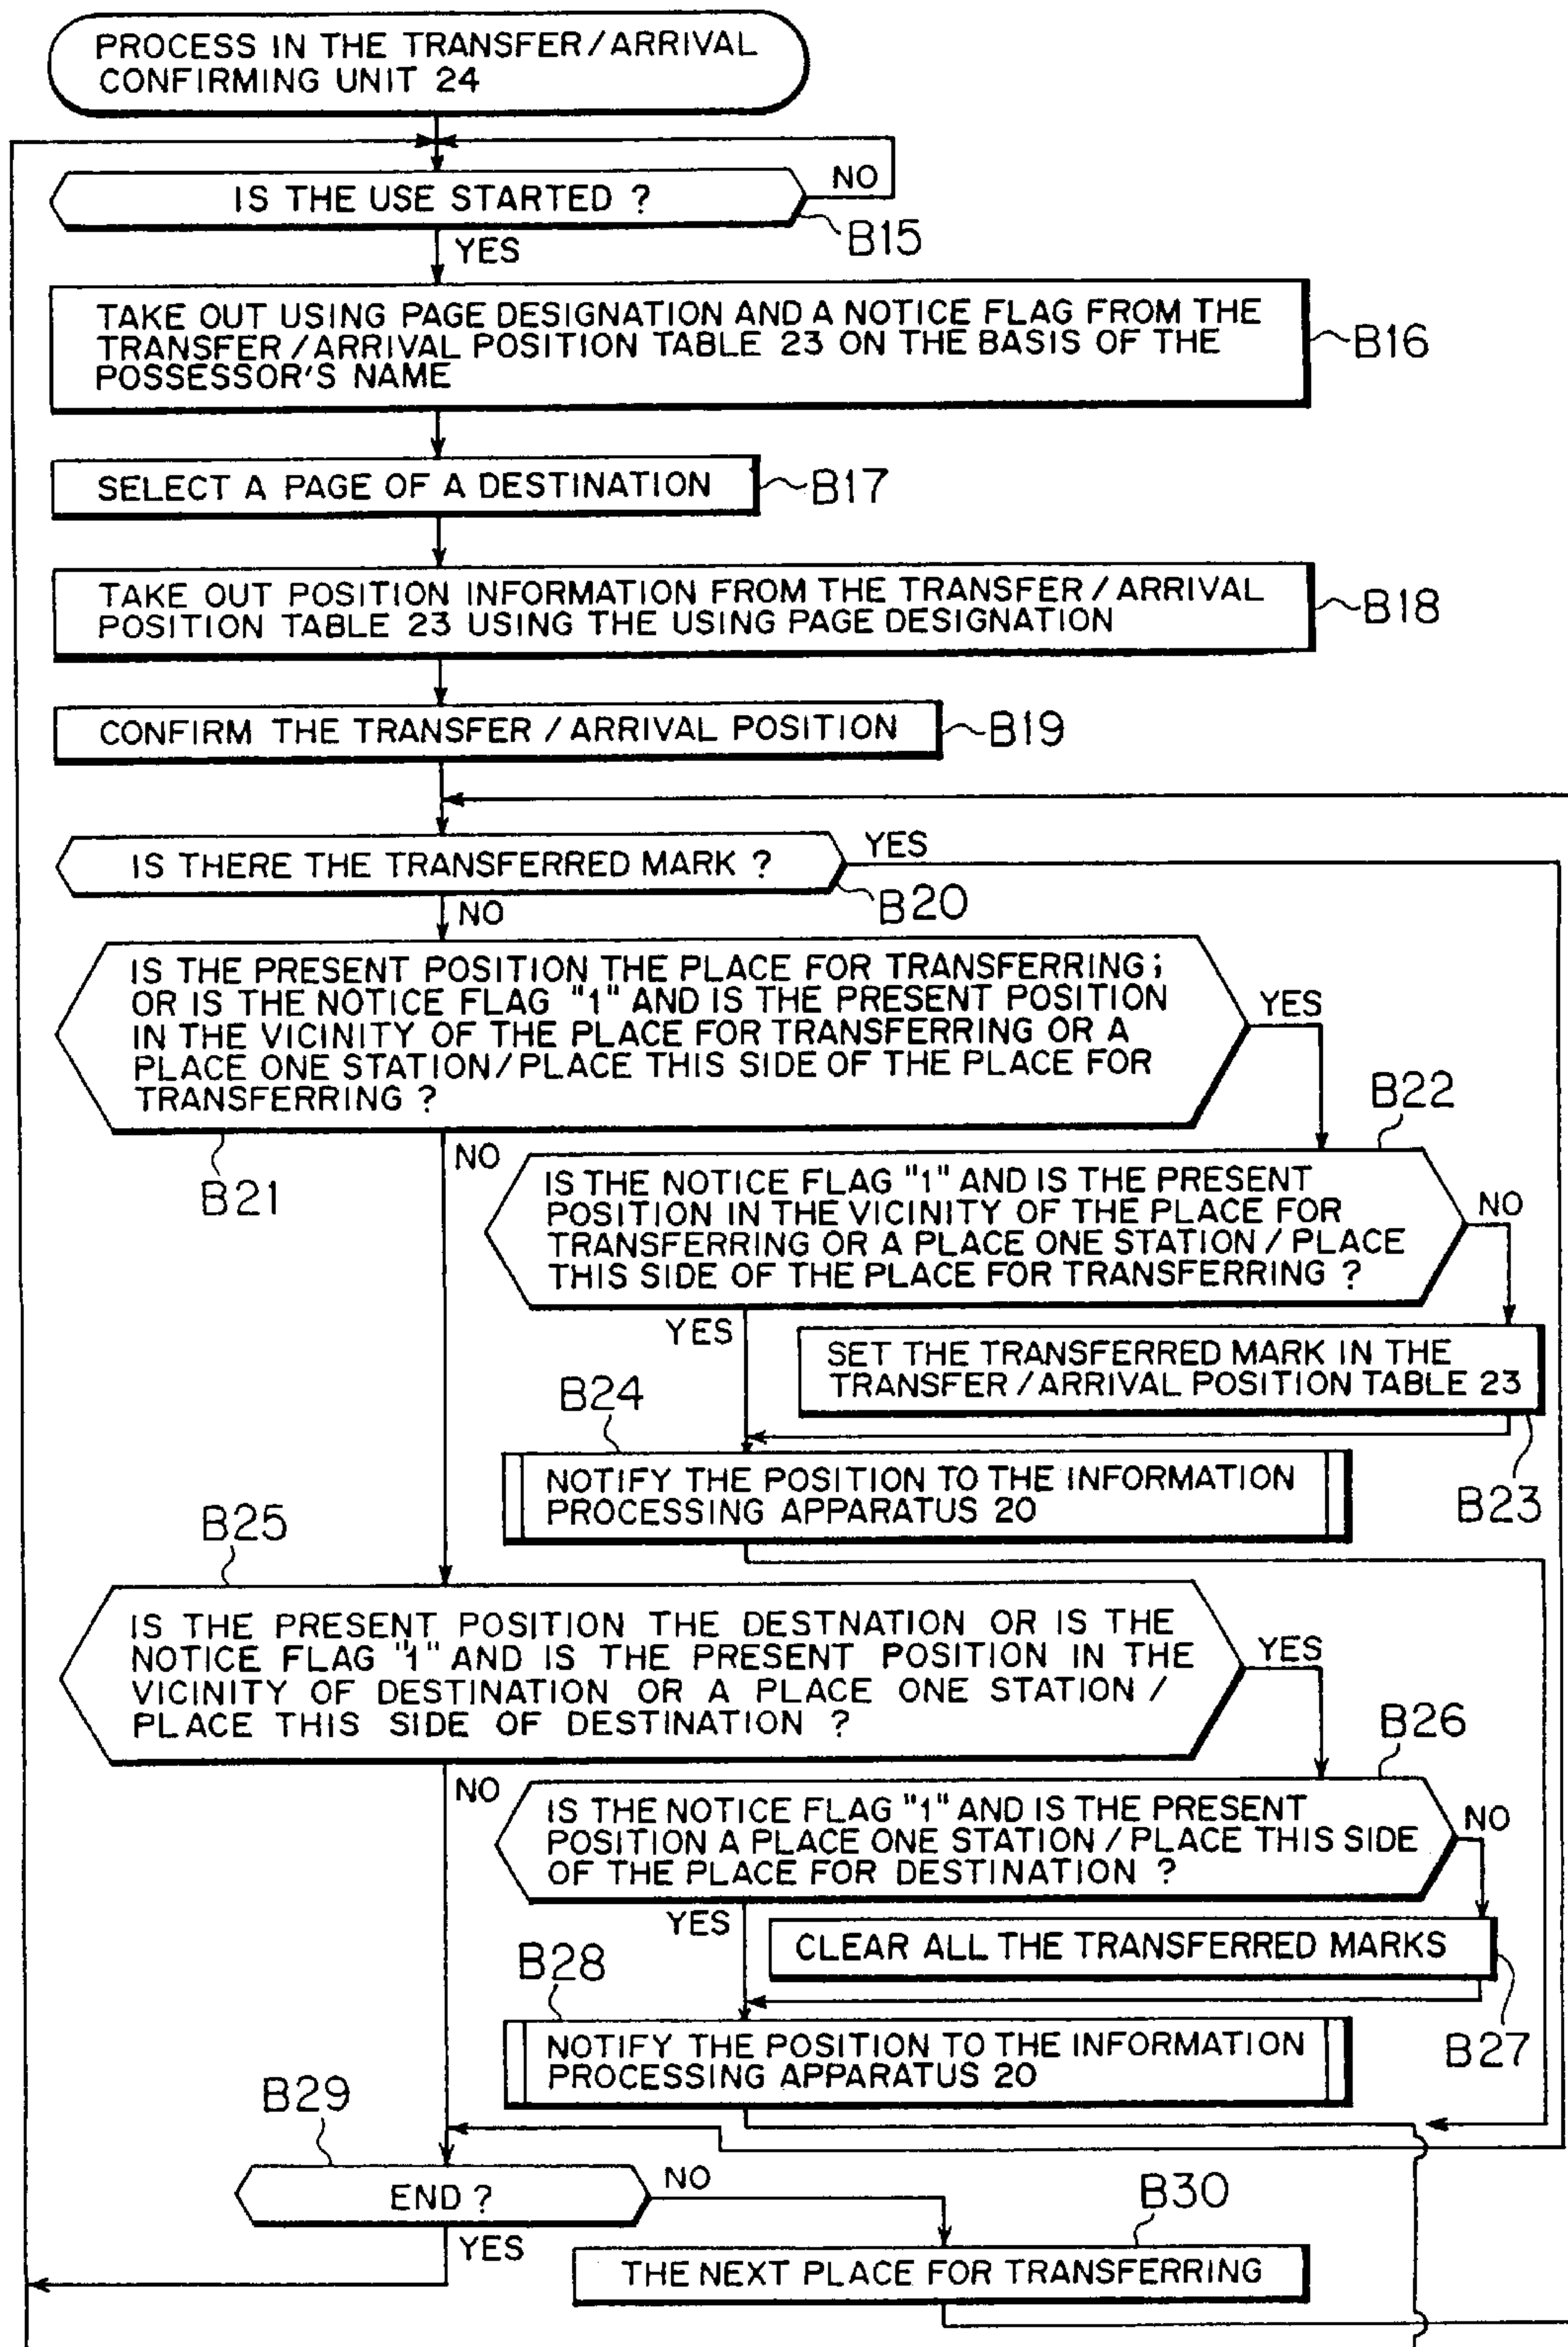 PROCESS IN THE TRANSFER/ARRIVAL
CONFIRMING UNIT 24
IS THE USE STARTED ?
NO
B15
YES
TAKE OUT USING PAGE DESIGNATION AND A NOTICE FLAG FROM THE
TRANSFER/ARRIVAL POSITION TABLE 23 ON THE BASIS OF THE
POSSESSOR'S NAME
B16
SELECT A PAGE OF A DESTINATION
B17
TAKE OUT POSITION INFORMATION FROM THE TRANSFER/ARRIVAL
POSITION TABLE 23 USING THE USING PAGE DESIGNATION
B18
CONFIRM THE TRANSFER/ARRIVAL POSITION
B19
IS THERE THE TRANSFERRED MARK ?
YES
B20
NO
IS THE PRESENT POSITION THE PLACE FOR TRANSFERRING;
OR IS THE NOTICE FLAG "1" AND IS THE PRESENT POSITION
IN THE VICINITY OF THE PLACE FOR TRANSFERRING OR A
PLACE ONE STATION/PLACE THIS SIDE OF THE PLACE FOR
TRANSFERRING ?
YES
B21
NO
B22
IS THE NOTICE FLAG "1" AND IS THE PRESENT
POSITION IN THE VICINITY OF THE PLACE FOR
TRANSFERRING OR A PLACE ONE STATION/PLACE
THIS SIDE OF THE PLACE FOR TRANSFERRING ?
NO
YES
SET THE TRANSFERRED MARK IN THE
TRANSFER/ARRIVAL POSITION TABLE 23
B23
B24
NOTIFY THE POSITION TO THE INFORMATION
PROCESSING APPARATUS 20
B25
IS THE PRESENT POSITION THE DESTNATION OR IS THE
NOTICE FLAG "1" AND IS THE PRESENT POSITION IN THE
VICINITY OF DESTINATION OR A PLACE ONE STATION/
PLACE THIS SIDE OF DESTINATION ?
YES
NO
B26
IS THE NOTICE FLAG "1" AND IS THE PRESENT
POSITION A PLACE ONE STATION/PLACE THIS SIDE
OF THE PLACE FOR DESTINATION ?
NO
YES
CLEAR ALL THE TRANSFERRED MARKS
B27
B28
NOTIFY THE POSITION TO THE INFORMATION
PROCESSING APPARATUS 20
B29
END ?
NO
YES
B30
THE NEXT PLACE FOR TRANSFERRING